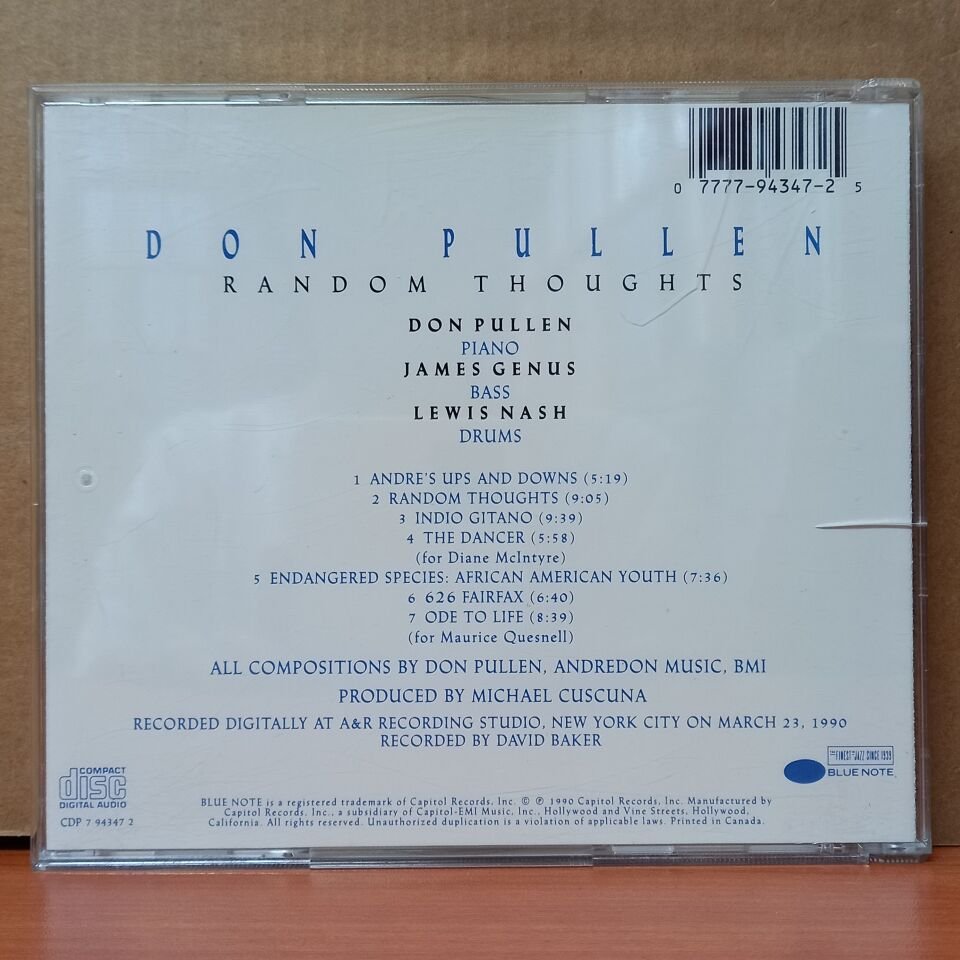 0 7777-94347-2 5
DON PULLEN
RANDOM THOUGHTS
DON PULLEN
PIANO
JAMES GENUS
BASS
LEWIS NASH
DRUMS
1 ANDRE'S UPS AND DOWNS (5:19)
2 RANDOM THOUGHTS (9:05)
3 INDIO GITANO (9:39)
4 THE DANCER (5:58)
(for Diane McIntyre)
5 ENDANGERED SPECIES: AFRICAN AMERICAN YOUTH (7:36)
6 626 FAIRFAX (6:40)
7 ODE TO LIFE (8:39)
(for Maurice Quesnell)
ALL COMPOSITIONS BY DON PULLEN, ANDREDON MUSIC, BMI
PRODUCED BY MICHAEL CUSCUNA
RECORDED DIGITALLY AT A&R RECORDING STUDIO, NEW YORK CITY ON MARCH 23, 1990
RECORDED BY DAVID BAKER
COMPACT
disc
DIGITAL AUDIO
CDP 7 94347 2
THE FINEST IN JAZZ SINCE 1939
BLUE NOTE
BLUE NOTE is a registered trademark of Capitol Records, Inc. © ℗ 1990 Capitol Records, Inc. Manufactured by
Capitol Records, Inc., a subsidiary of Capitol-EMI Music, Inc., Hollywood and Vine Streets, Hollywood,
California. All rights reserved. Unauthorized duplication is a violation of applicable laws. Printed in Canada.